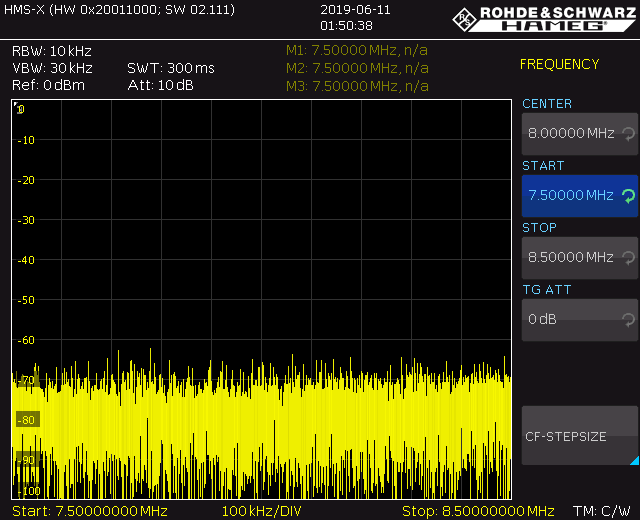 HMS-X (HW 0x20011000; SW 02.111)
2019-06-11
01:50:38
ROHDE&SCHWARZ
HAMEG
RBW: 10 kHz
VBW: 30 kHz
SWT: 300 ms
Ref: 0 dBm
Att: 10 dB
M1: 7.50000 MHz, n/a
M2: 7.50000 MHz, n/a
M3: 7.50000 MHz, n/a
FREQUENCY
CENTER
8.00000 MHz
START
7.50000 MHz
STOP
8.50000 MHz
TG ATT
0 dB
CF-STEPSIZE
-10
-20
-30
-40
-50
-60
-70
-80
-90
-100
Start: 7.500000000 MHz
100 kHz/DIV
Stop: 8.500000000 MHz
TM: C/W